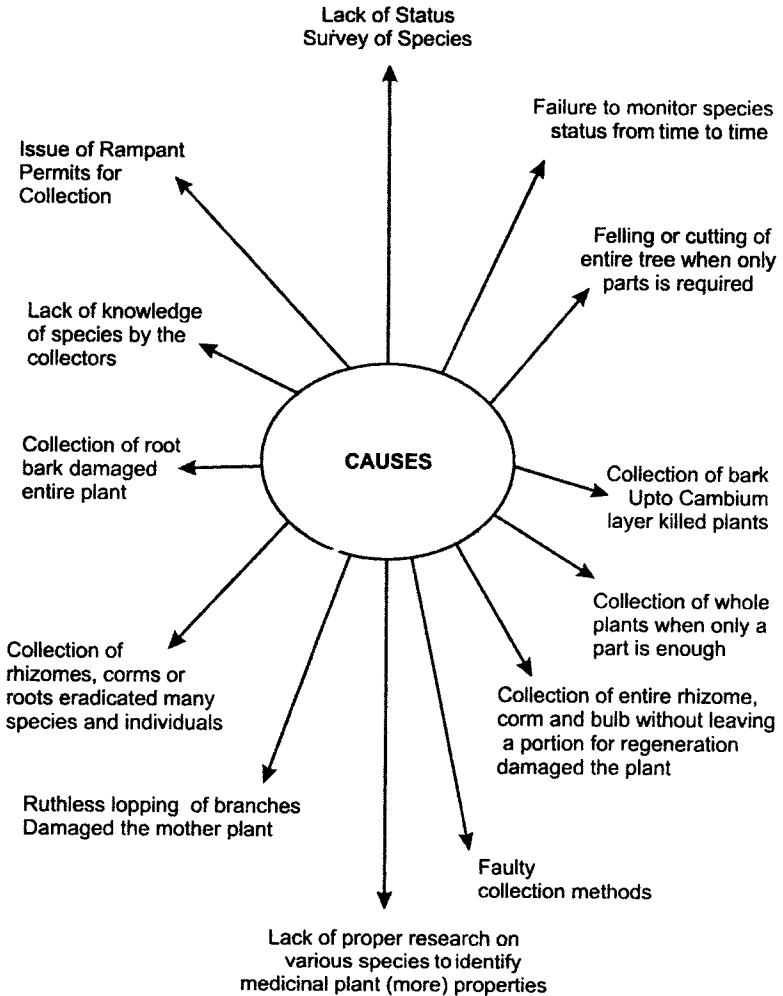 Lack of Status
Survey of Species
Failure to monitor species
status from time to time
Issue of Rampant
Permits for
Collection
Felling or cutting of
entire tree when only
parts is required
Lack of knowledge
of species by the
collectors
Collection of root
bark damaged
entire plant
CAUSES
Collection of bark
Upto Cambium
layer killed plants
Collection of whole
plants when only a
part is enough
Collection of
rhizomes, corms or
roots eradicated many
species and individuals
Collection of entire rhizome,
corm and bulb without leaving
a portion for regeneration
damaged the plant
Ruthless lopping of branches
Damaged the mother plant
Faulty
collection methods
Lack of proper research on
various species to identify
medicinal plant (more) properties